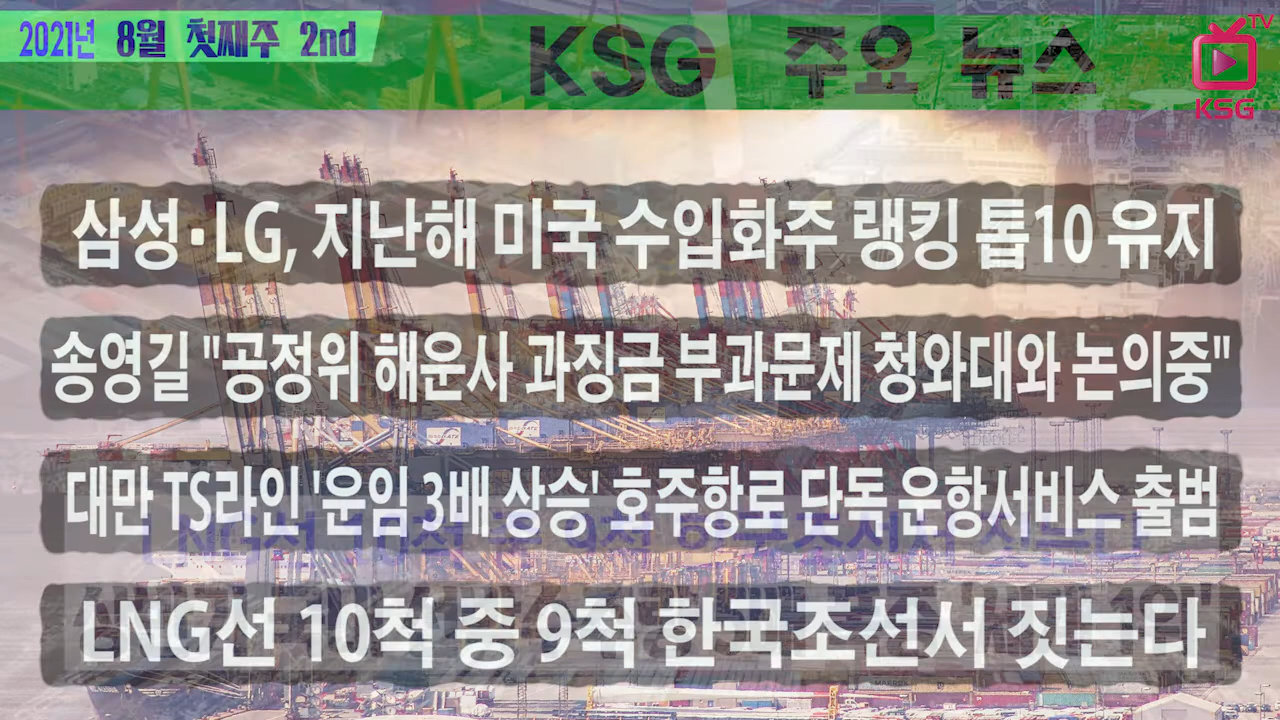 2021년 8월 첫째주 2nd
KSG 주요 뉴스
TV
KSG
삼성·LG, 지난해 미국 수입화주 랭킹 톱10 유지
송영길 "공정위 해운사 과징금 부과문제 청와대와 논의중"
대만 TS라인 '운임 3배 상승' 호주항로 단독 운항서비스 출범
LNG선 10척 중 9척 한국조선서 짓는다